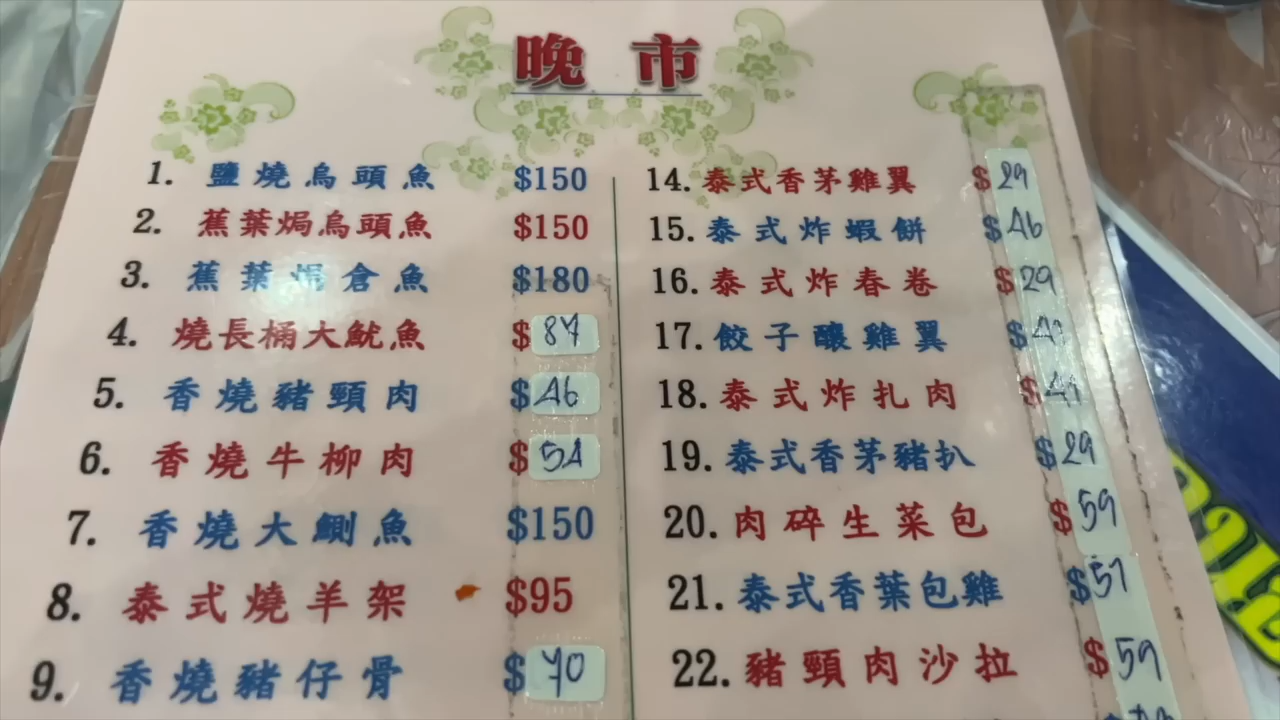 晚市
1. 鹽燒烏頭魚 $150
2. 蕉葉焗烏頭魚 $150
3. 蕉葉焗倉魚 $180
4. 燒長桶大魷魚 $87
5. 香燒豬頸肉 $46
6. 香燒牛柳肉 $54
7. 香燒大鰂魚 $150
8. 泰式燒羊架 $95
9. 香燒豬仔骨 $70
14. 泰式香茅雞翼 $29
15. 泰式炸蝦餅 $46
16. 泰式炸春卷 $29
17. 餃子釀雞翼 $41
18. 泰式炸扎肉 $41
19. 泰式香茅豬扒 $29
20. 肉碎生菜包 $59
21. 泰式香葉包雞 $57
22. 豬頸肉沙拉 $59